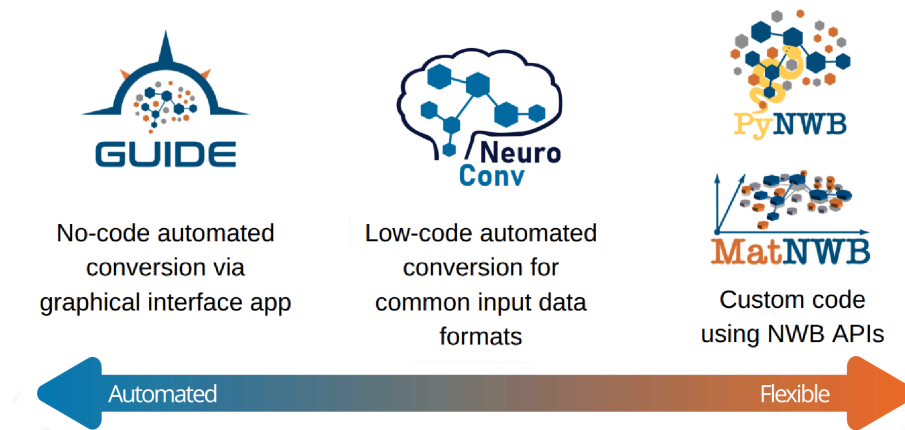 GUIDE
No-code automated
conversion via
graphical interface app
Neuro
Conv
Low-code automated
conversion for
common input data
formats
PyNWB
MatNWB
Custom code
using NWB APIs
Automated
Flexible